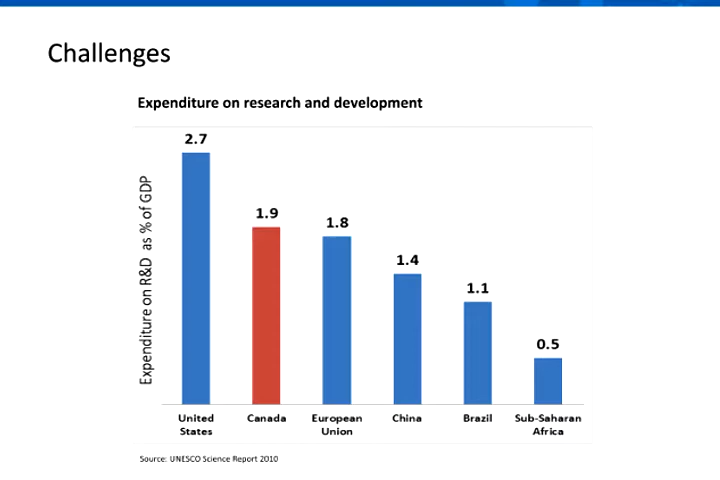 Challenges
Expenditure on research and development
Expenditure on R&D as % of GDP
2.7
1.9
1.8
1.4
1.1
0.5
United States
Canada
European Union
China
Brazil
Sub-Saharan Africa
Source: UNESCO Science Report 2010